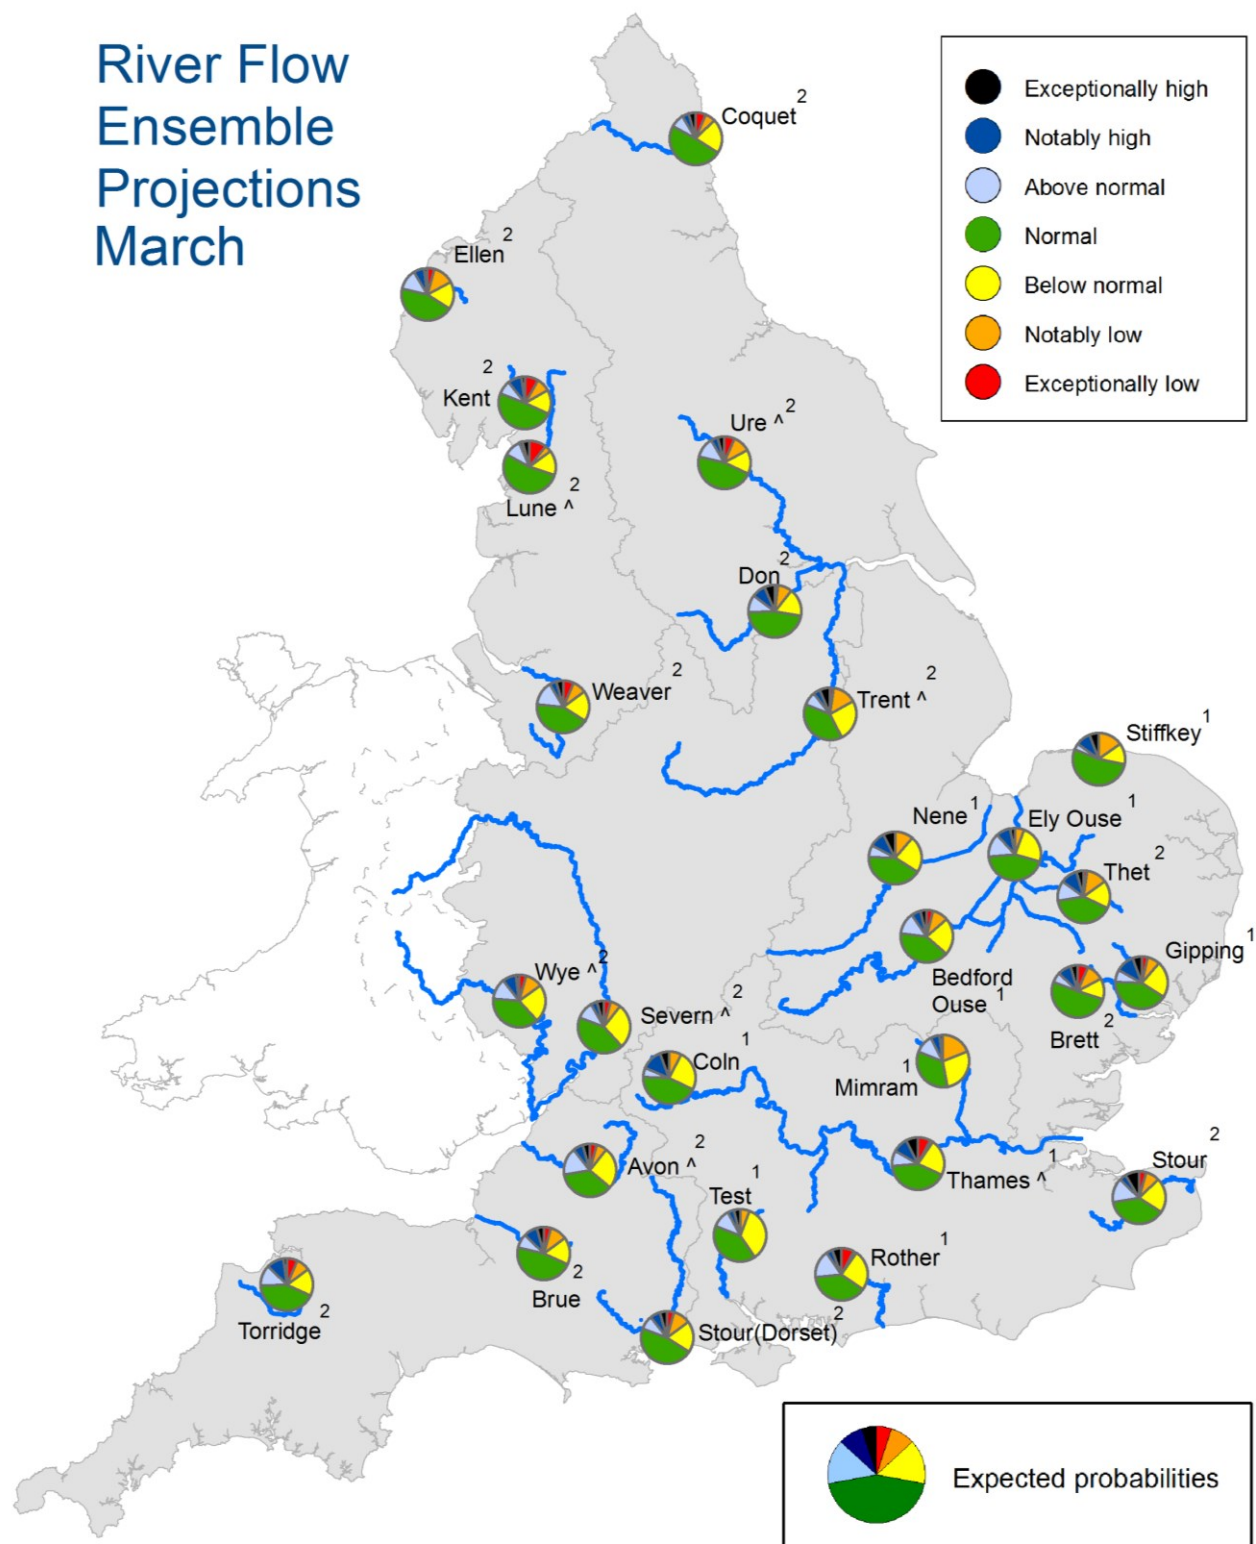 River Flow
Ensemble
Projections
March
Exceptionally high
Notably high
Above normal
Normal
Below normal
Notably low
Exceptionally low
Coquet 2
Ellen 2
Kent 2
Ure ^ 2
Lune ^ 2
Don 2
Weaver 2
Trent ^ 2
Stiffkey 1
Nene 1
Ely Ouse 1
Thet 2
Gipping 1
Bedford
Ouse 1
Brett 2
Wye ^ 2
Severn ^ 2
Coln 1
Mimram 1
Avon ^ 2
Test 1
Thames ^ 1
Stour 2
Rother 1
Brue 2
Torridge 2
Stour(Dorset) 2
Expected probabilities